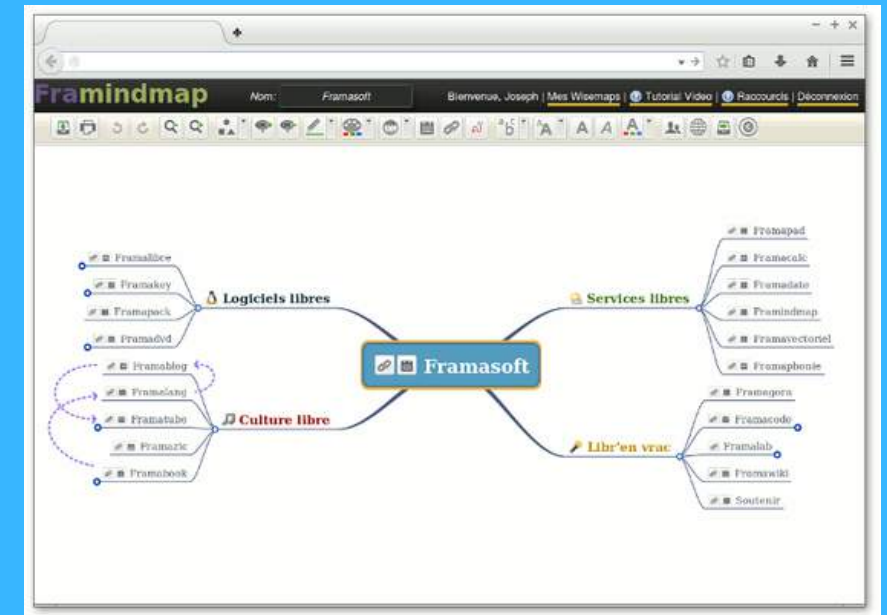 Framindmap
Nom: Framasoft
Bienvenue, Joseph | Mes Wisemaps | Tutorial Video | Raccourcis | Déconnexion
Framalibre
Framakey
Framapack
Framadvd
Logiciels libres
Framablog
Framalang
Framatube
Framazic
Framabook
Culture libre
Framasoft
Services libres
Framapad
Framacalc
Framadate
Framindmap
Framavectoriel
Framaphonie
Libr'en vrac
Framagora
Framacode
Framalab
Framawiki
Soutenir